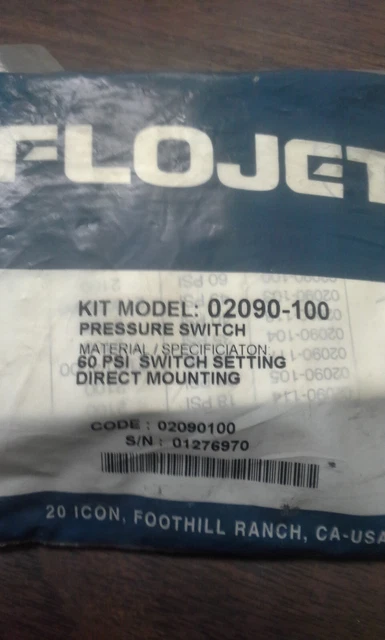 FLOJET
KIT MODEL: 02090-100
PRESSURE SWITCH
MATERIAL / SPECIFICIATON
60 PSI SWITCH SETTING
DIRECT MOUNTING
CODE : 02090100
S/N : 01276970
20 ICON, FOOTHILL RANCH, CA-USA